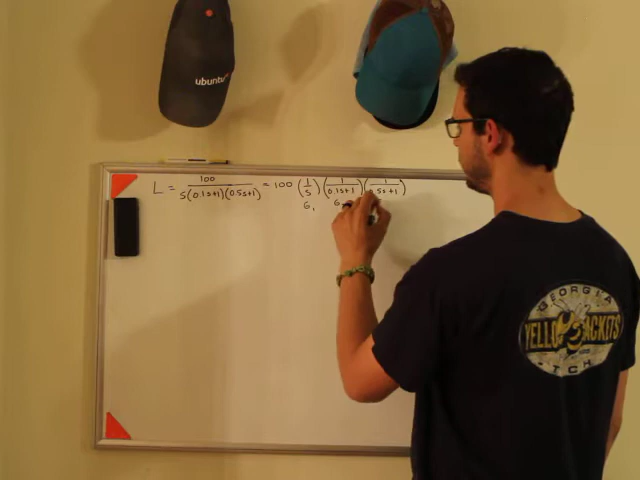 ubuntu
L = 100 / s(0.1s+1)(0.5s+1) = 100 (1/s)(1/0.1s+1)(1/.5s+1)
G₁ G₂
GEORGIA
YELLOW JACKETS
TECH